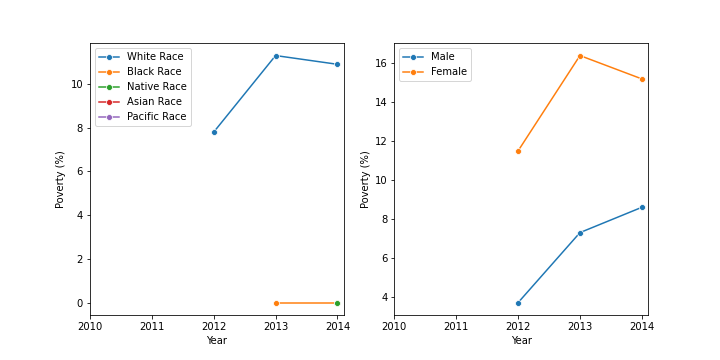 White Race
Black Race
Native Race
Asian Race
Pacific Race
10
8
6
4
2
0
Poverty (%)
2010 2011 2012 2013 2014
Year
Male
Female
16
14
12
10
8
6
4
Poverty (%)
2010 2011 2012 2013 2014
Year